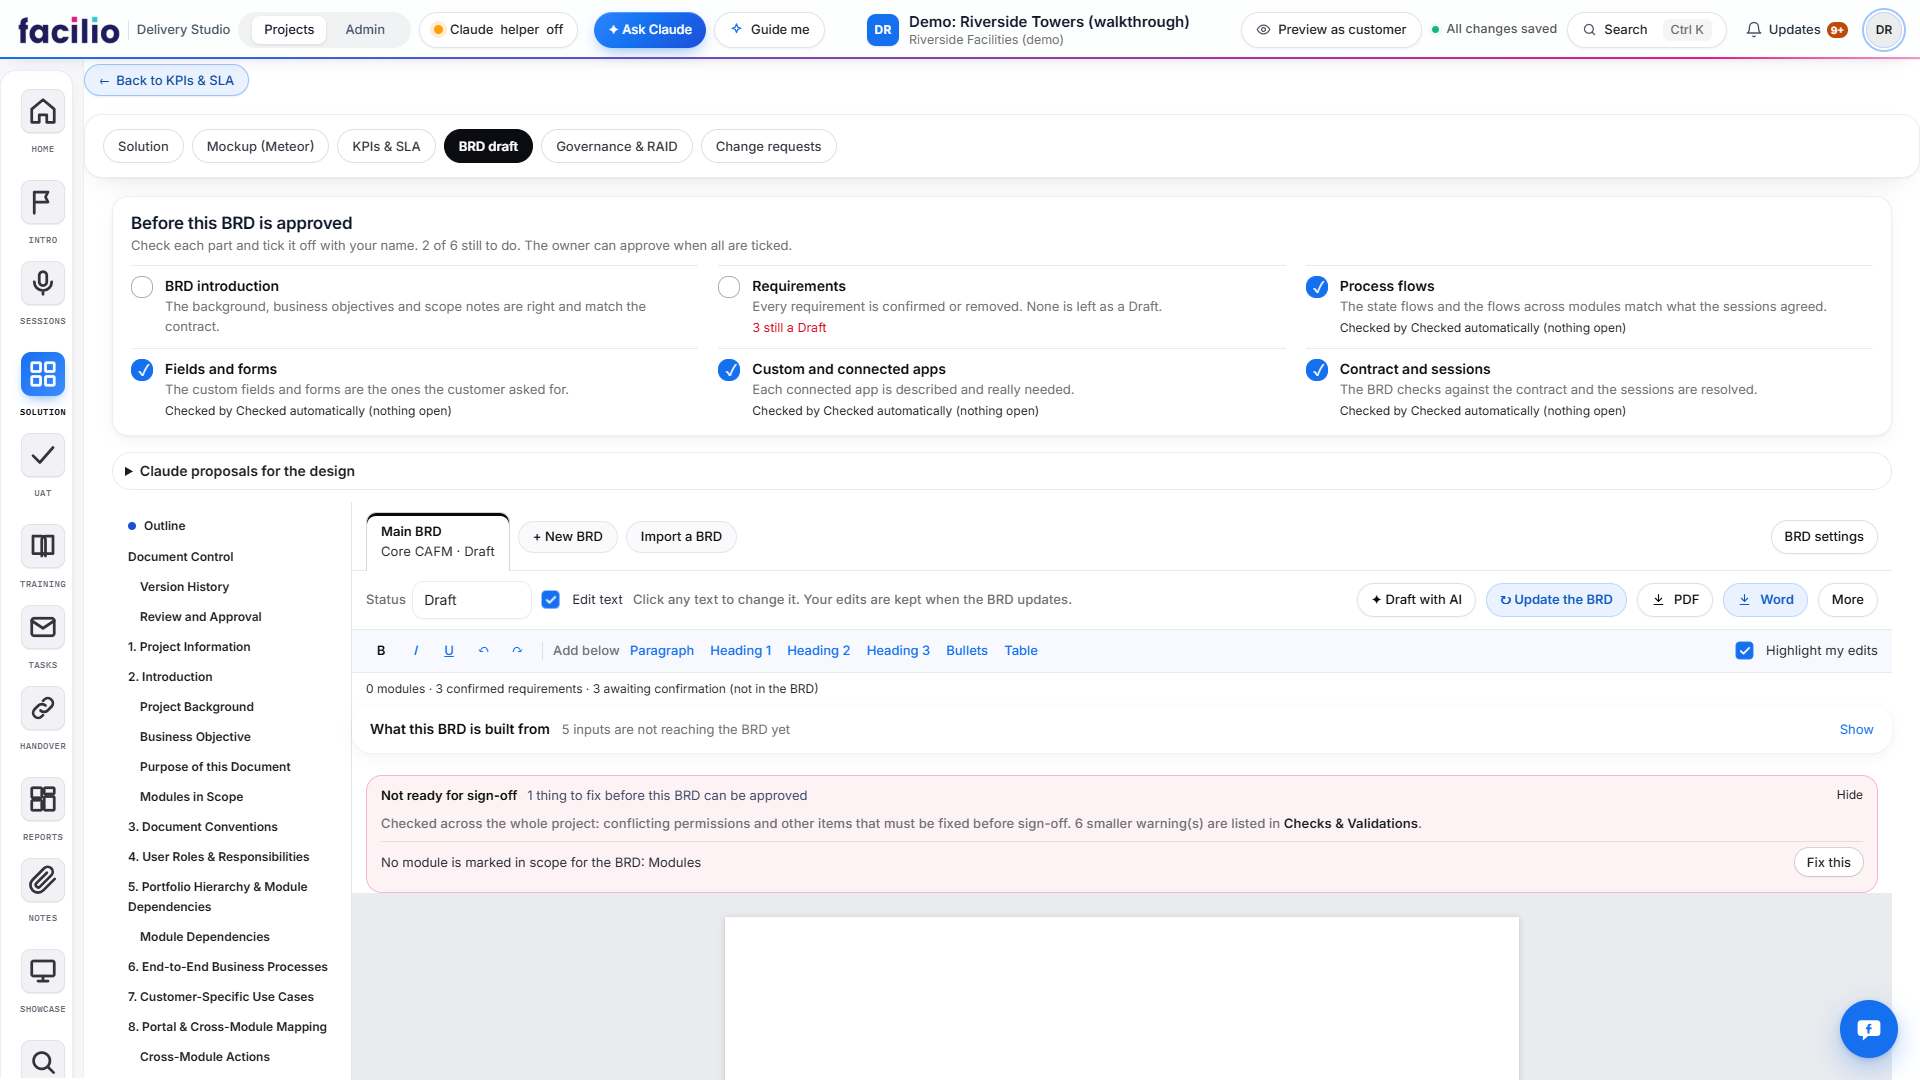 facilio
Delivery Studio
Projects
Admin
Claude helper off
✦ Ask Claude
Guide me
DR
Demo: Riverside Towers (walkthrough)
Riverside Facilities (demo)
Preview as customer
All changes saved
Search
Ctrl K
Updates
9+
DR
← Back to KPIs & SLA
HOME
INTRO
SESSIONS
SOLUTION
UAT
TRAINING
TASKS
HANDOVER
REPORTS
NOTES
SHOWCASE
Solution
Mockup (Meteor)
KPIs & SLA
BRD draft
Governance & RAID
Change requests
Before this BRD is approved
Check each part and tick it off with your name. 2 of 6 still to do. The owner can approve when all are ticked.
BRD introduction
The background, business objectives and scope notes are right and match the
contract.
Requirements
Every requirement is confirmed or removed. None is left as a Draft.
3 still a Draft
Process flows
The state flows and the flows across modules match what the sessions agreed.
Checked by Checked automatically (nothing open)
Fields and forms
The custom fields and forms are the ones the customer asked for.
Checked by Checked automatically (nothing open)
Custom and connected apps
Each connected app is described and really needed.
Checked by Checked automatically (nothing open)
Contract and sessions
The BRD checks against the contract and the sessions are resolved.
Checked by Checked automatically (nothing open)
▶ Claude proposals for the design
Outline
Document Control
Version History
Review and Approval
1. Project Information
2. Introduction
Project Background
Business Objective
Purpose of this Document
Modules in Scope
3. Document Conventions
4. User Roles & Responsibilities
5. Portfolio Hierarchy & Module
Dependencies
Module Dependencies
6. End-to-End Business Processes
7. Customer-Specific Use Cases
8. Portal & Cross-Module Mapping
Cross-Module Actions
Main BRD
Core CAFM · Draft
+ New BRD
Import a BRD
BRD settings
Status
Draft
Edit text
Click any text to change it. Your edits are kept when the BRD updates.
✦ Draft with AI
↻ Update the BRD
PDF
Word
More
B
I
U
Add below
Paragraph
Heading 1
Heading 2
Heading 3
Bullets
Table
Highlight my edits
0 modules · 3 confirmed requirements · 3 awaiting confirmation (not in the BRD)
What this BRD is built from
5 inputs are not reaching the BRD yet
Show
Not ready for sign-off
1 thing to fix before this BRD can be approved
Hide
Checked across the whole project: conflicting permissions and other items that must be fixed before sign-off. 6 smaller warning(s) are listed in Checks & Validations.
No module is marked in scope for the BRD: Modules
Fix this